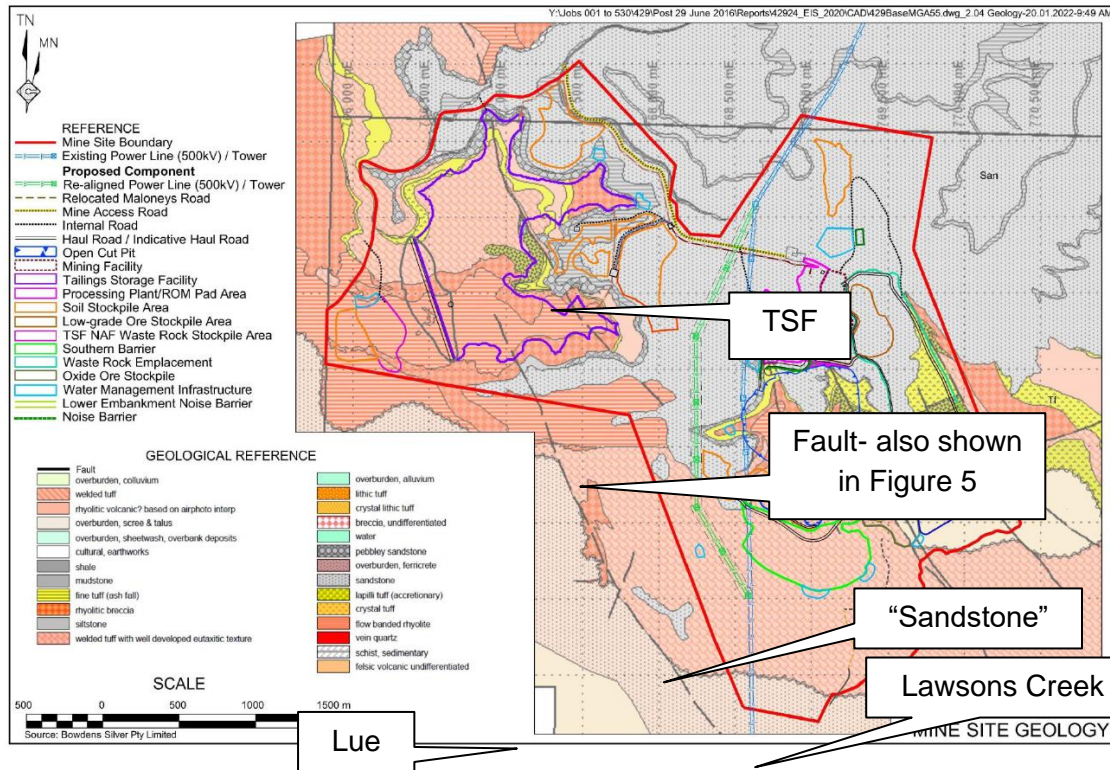 Y:\Jobs 001 to 530\429\Post 29 June 2016\Reports\42924_EIS_2020\CAD\429BaseMGA55.dwg_2.04 Geology-20.01.2022-9:49 AM
TN
MN
REFERENCE
Mine Site Boundary
Existing Power Line (500kV) / Tower
Proposed Component
Re-aligned Power Line (500kV) / Tower
Relocated Maloneys Road
Mine Access Road
Internal Road
Haul Road / Indicative Haul Road
Open Cut Pit
Mining Facility
Tailings Storage Facility
Processing Plant/ROM Pad Area
Soil Stockpile Area
Low-grade Ore Stockpile Area
TSF NAF Waste Rock Stockpile Area
Southern Barrier
Waste Rock Emplacement
Oxide Ore Stockpile
Water Management Infrastructure
Lower Embankment Noise Barrier
Noise Barrier
San
TSF
Tf
Fault- also shown
in Figure 5
GEOLOGICAL REFERENCE
Fault
overburden, colluvium
welded tuff
rhyolitic volcanic? based on airphoto interp
overburden, scree & talus
overburden, sheetwash, overbank deposits
cultural, earthworks
shale
mudstone
fine tuff (ash fall)
rhyolitic breccia
siltstone
welded tuff with well developed eutaxitic texture
overburden, alluvium
lithic tuff
crystal lithic tuff
breccia, undifferentiated
water
pebbley sandstone
overburden, ferricrete
sandstone
lapilli tuff (accretionary)
crystal tuff
flow banded rhyolite
vein quartz
schist, sedimentary
felsic volcanic undifferentiated
"Sandstone"
Lawsons Creek
SCALE
500 0 500 1000 1500 m
Source: Bowdens Silver Pty Limited
Lue
MINE SITE GEOLOGY